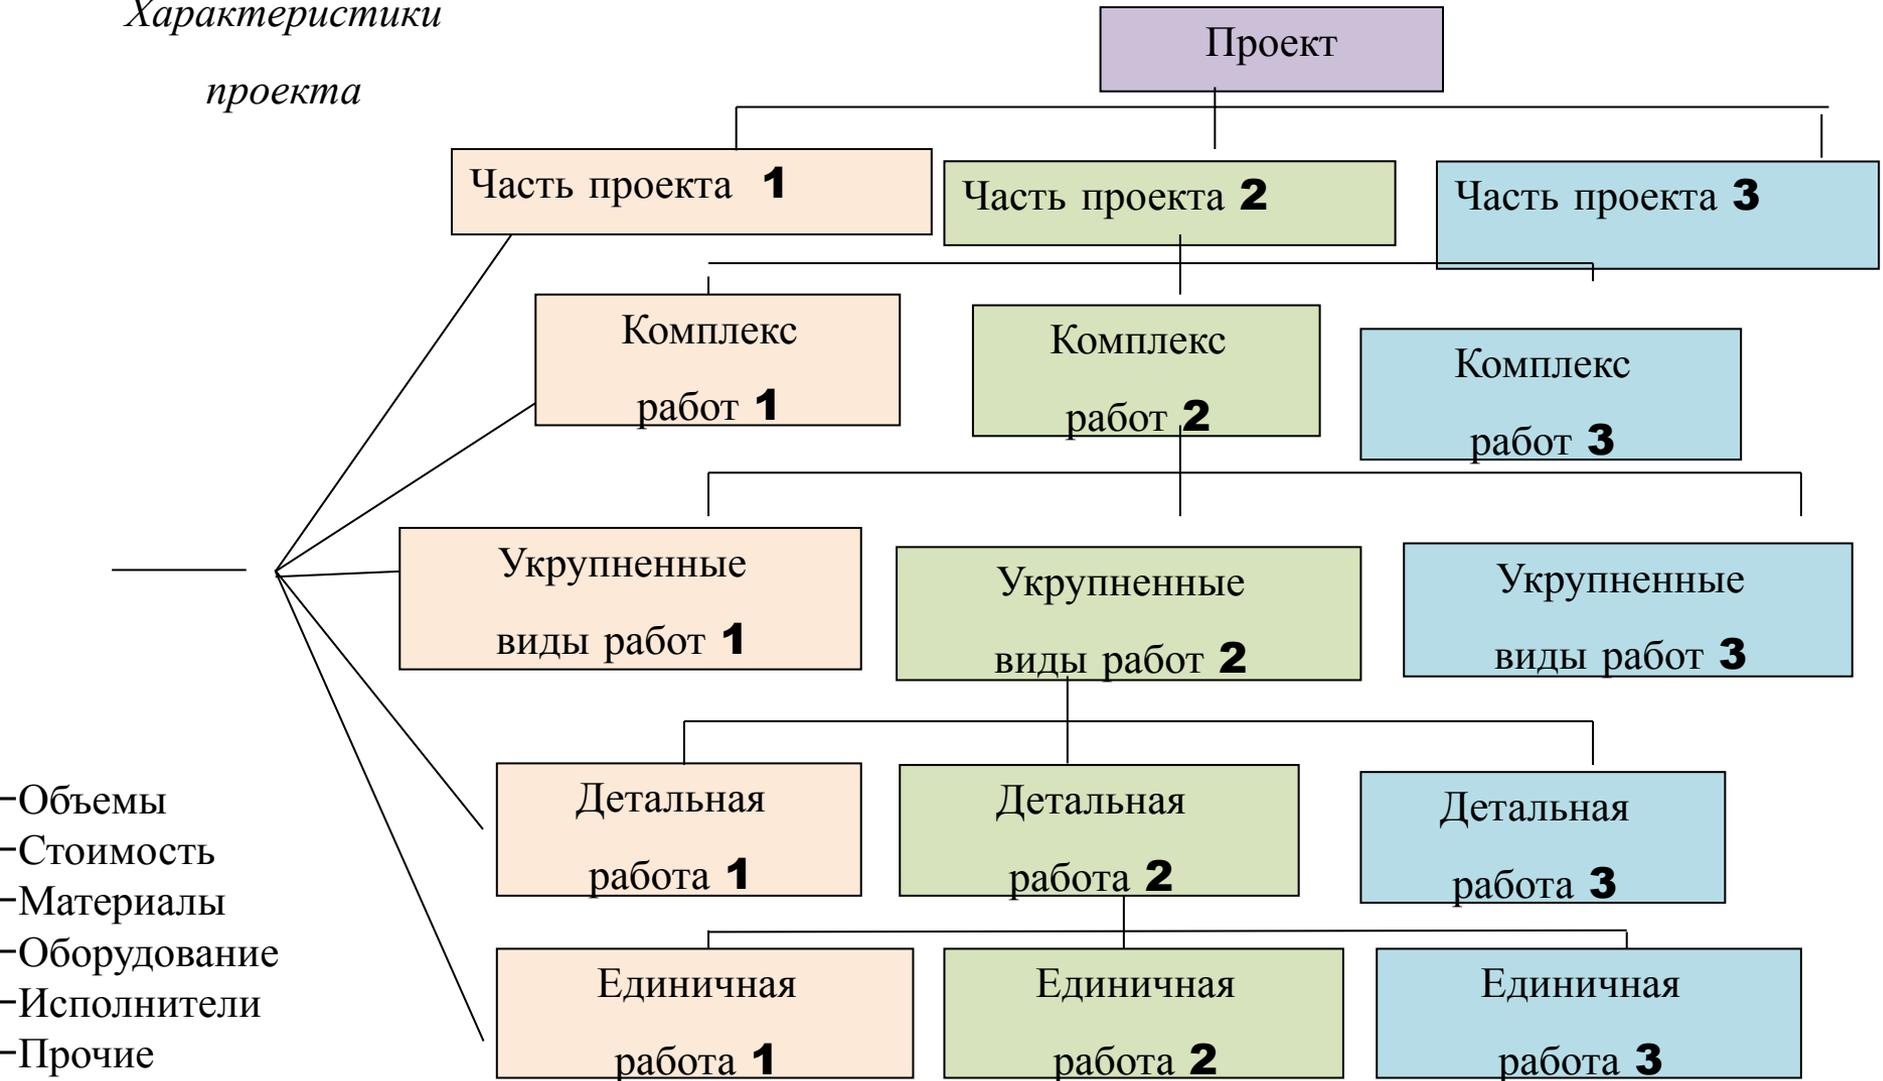 Характеристики
проекта
Проект
Часть проекта 1
Часть проекта 2
Часть проекта 3
Комплекс
работ 1
Комплекс
работ 2
Комплекс
работ 3
Укрупненные
виды работ 1
Укрупненные
виды работ 2
Укрупненные
виды работ 3
Детальная
работа 1
Детальная
работа 2
Детальная
работа 3
Единичная
работа 1
Единичная
работа 2
Единичная
работа 3
–Объемы
–Стоимость
–Материалы
–Оборудование
–Исполнители
–Прочие